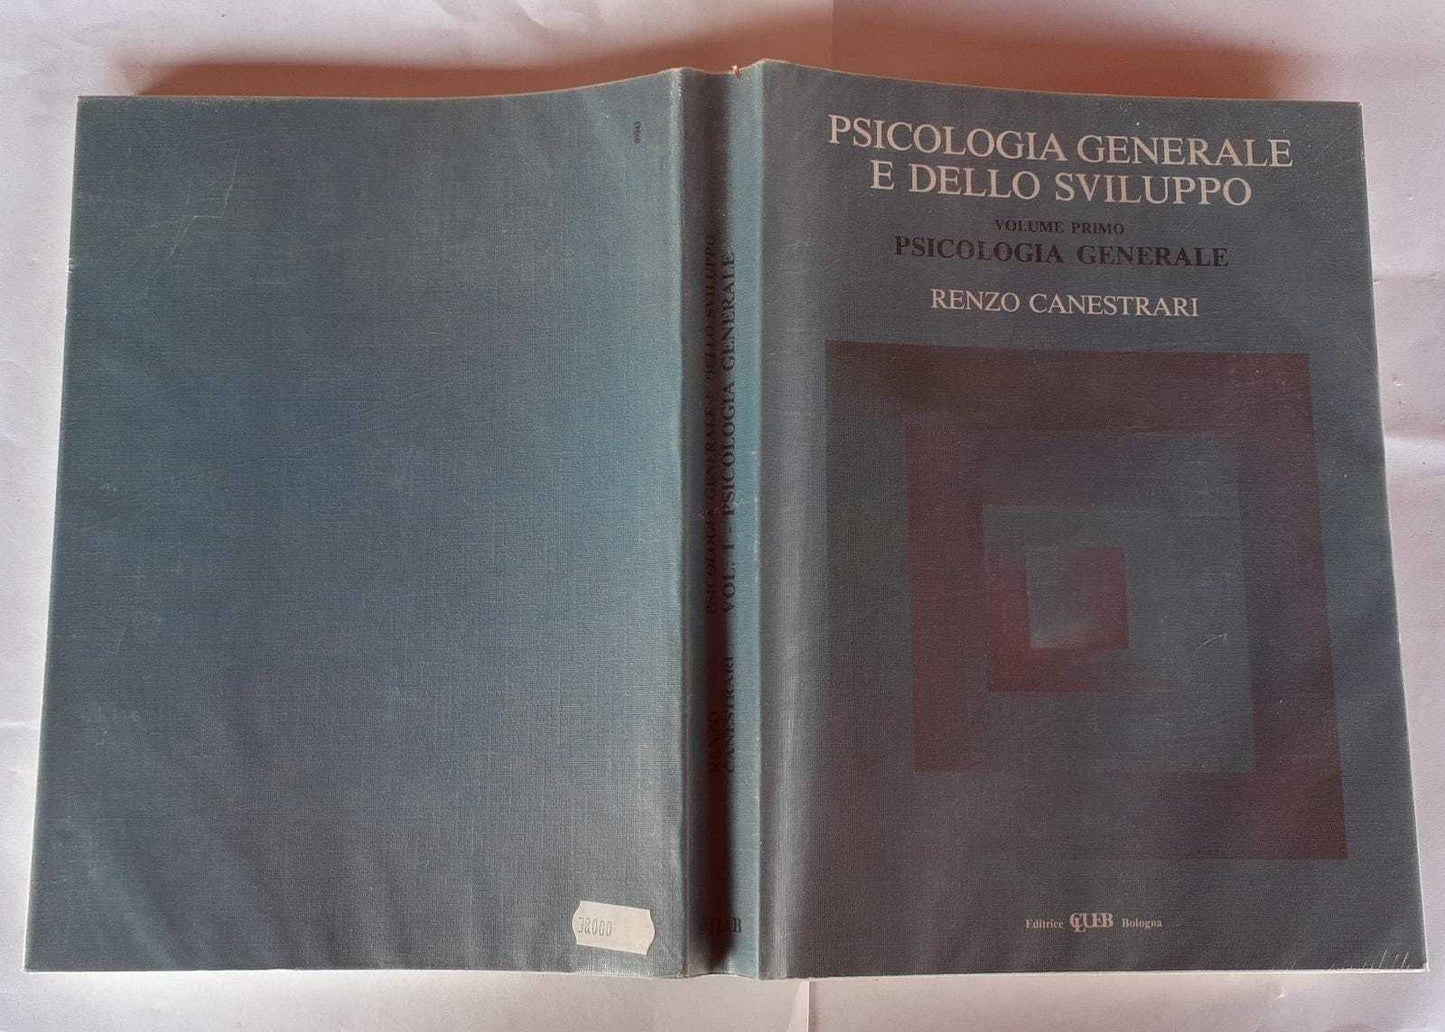 PSICOLOGIA GENERALE
E DELLO SVILUPPO
VOLUME PRIMO
PSICOLOGIA GENERALE
RENZO CANESTRARI
Editrice CLUEB Bologna
PSICOLOGIA GENERALE E DELLO SVILUPPO
VOL. I - PSICOLOGIA GENERALE
RENZO
CANESTRARI
CLUEB
38000